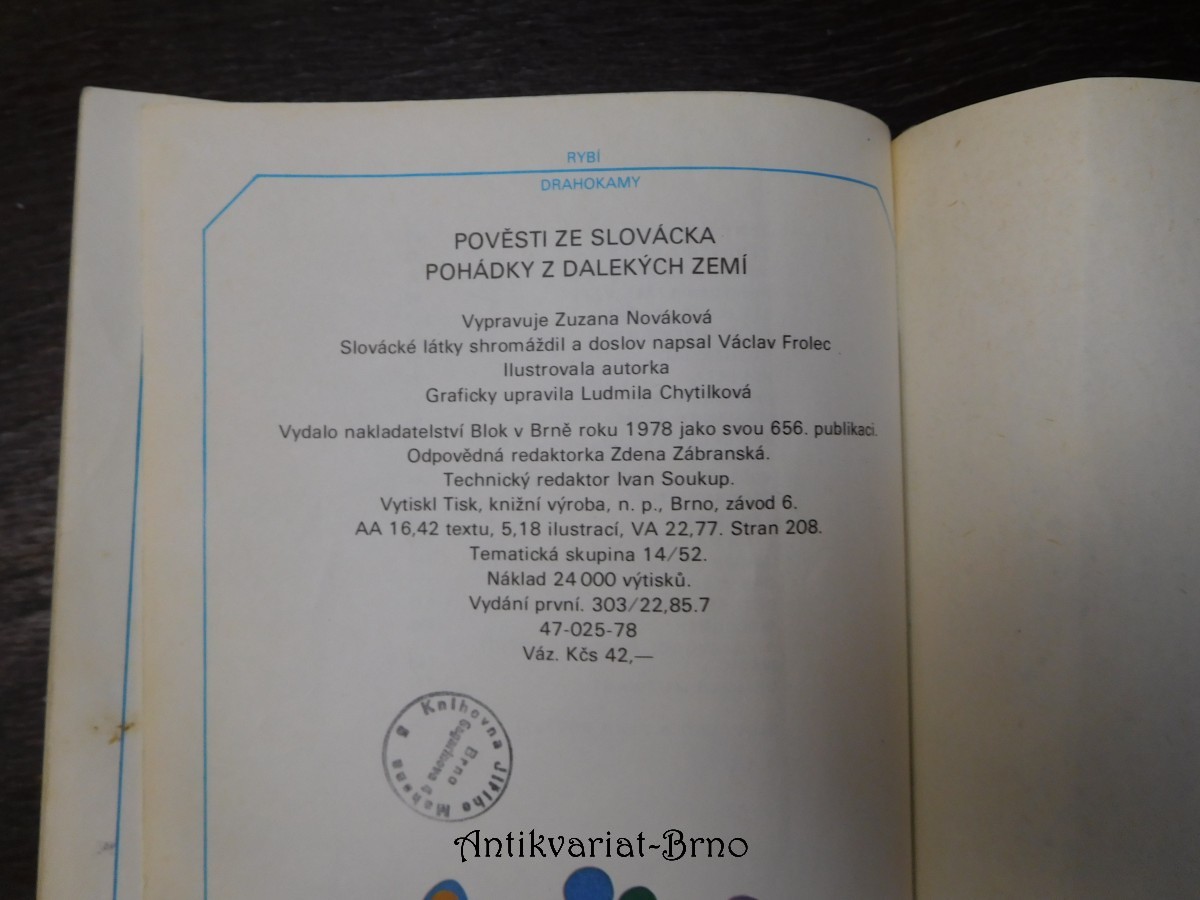 RYBÍ
DRAHOKAMY
POVĚSTI ZE SLOVÁCKA
POHÁDKY Z DALEKÝCH ZEMÍ
Vypravuje Zuzana Nováková
Slovácké látky shromáždil a doslov napsal Václav Frolec
Ilustrovala autorka
Graficky upravila Ludmila Chytilková
Vydalo nakladatelství Blok v Brně roku 1978 jako svou 656. publikaci.
Odpovědná redaktorka Zdena Zábranská.
Technický redaktor Ivan Soukup.
Vytiskl Tisk, knižní výroba, n. p., Brno, závod 6.
AA 16,42 textu, 5,18 ilustrací, VA 22,77. Stran 208.
Tematická skupina 14/52.
Náklad 24 000 výtisků.
Vydání první. 303/22,85.7
47-025-78
Váz. Kčs 42,—
Knihovna Jiřího Mahena
Brno
Antikvariat-Brno